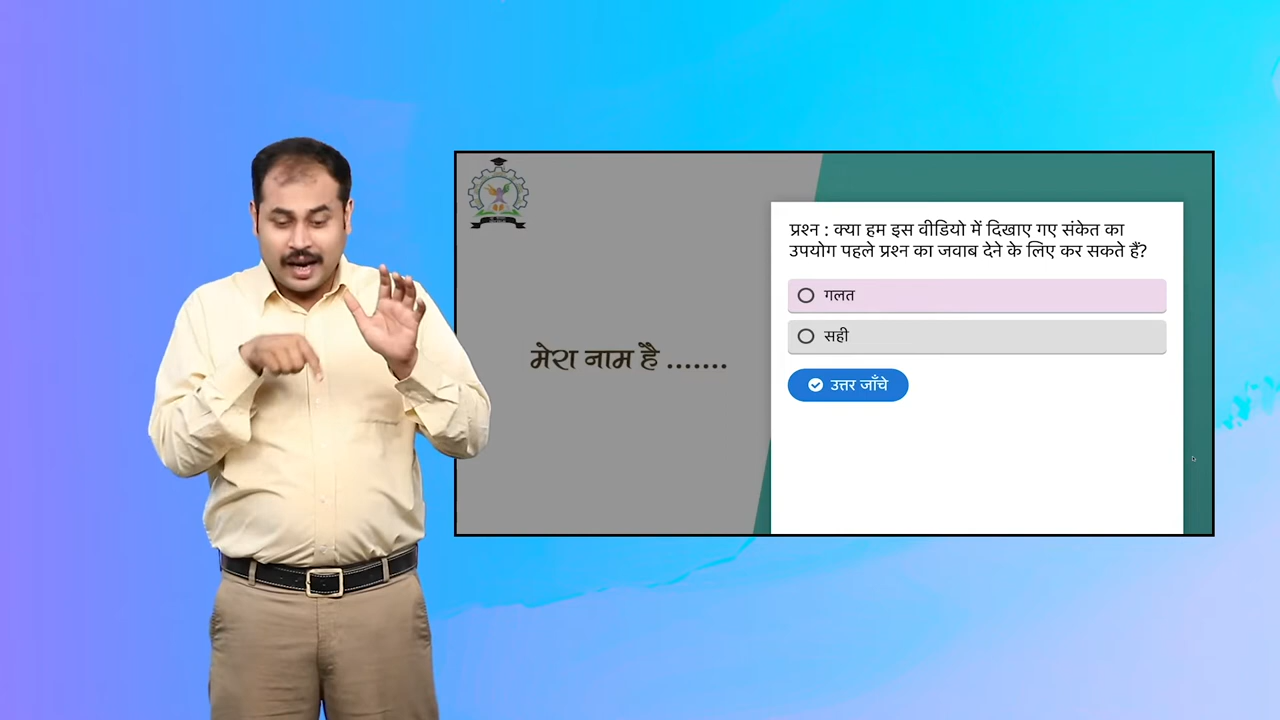 मेरा नाम है .......
प्रश्न : क्या हम इस वीडियो में दिखाए गए संकेत का
उपयोग पहले प्रश्न का जवाब देने के लिए कर सकते हैं?
गलत
सही
उत्तर जाँचे